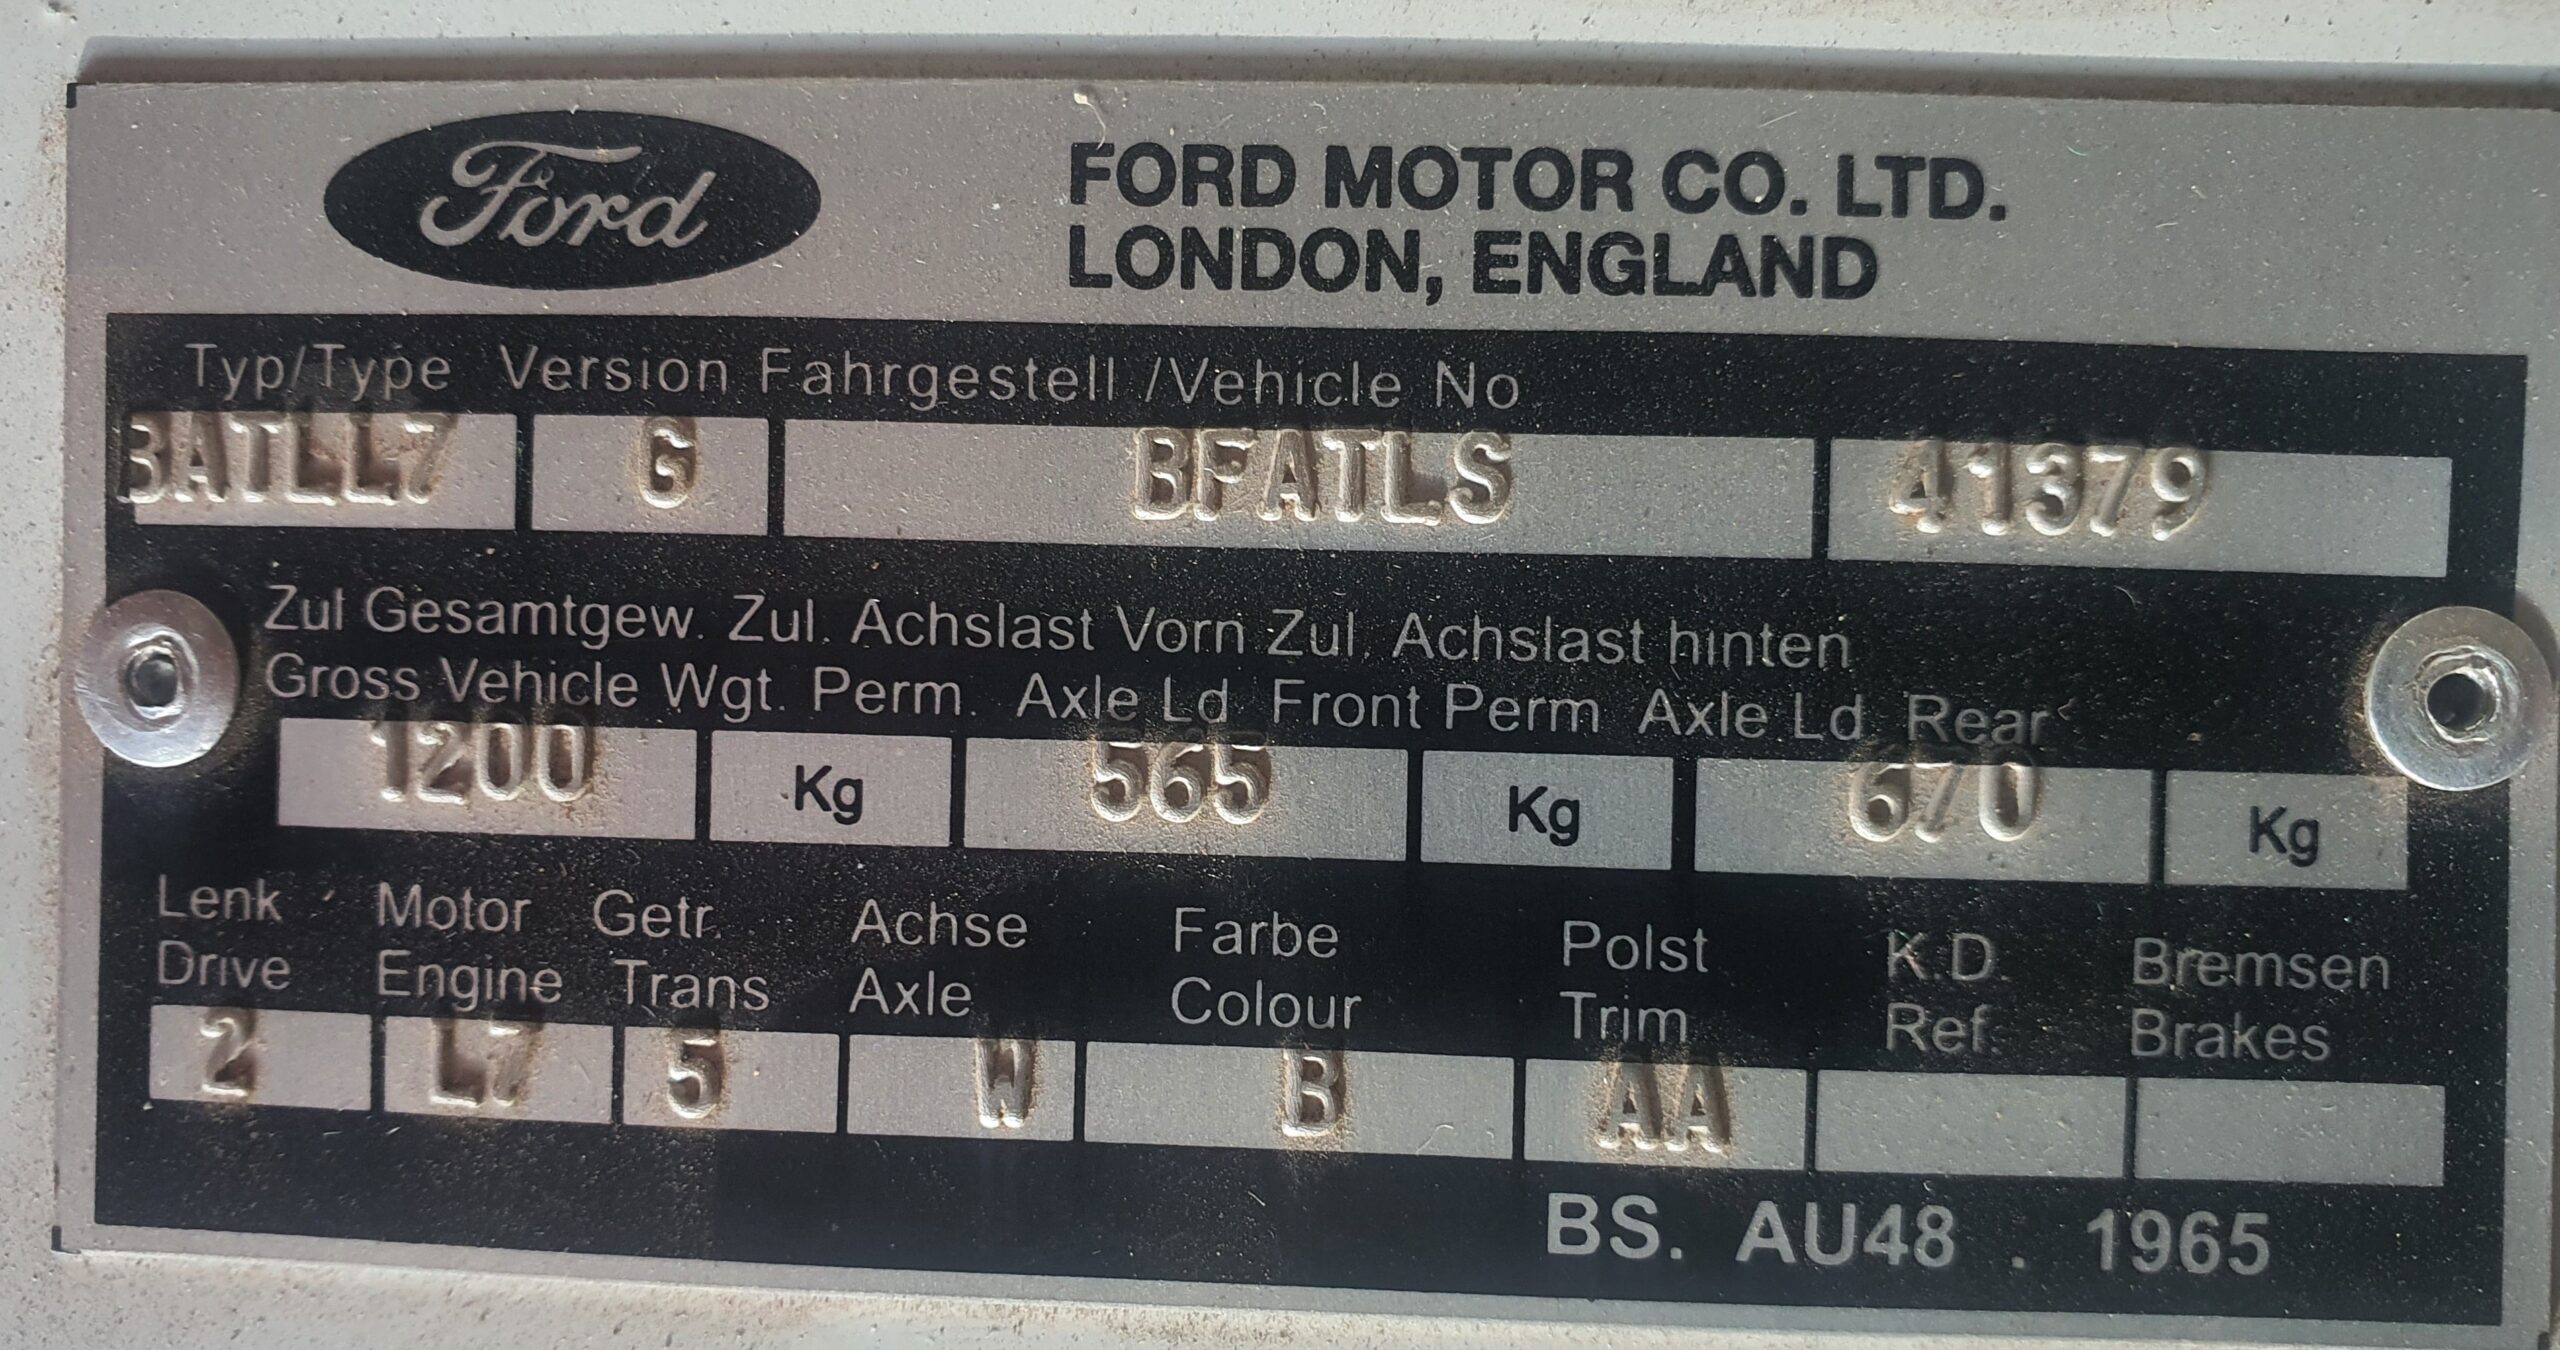 Ford
FORD MOTOR CO. LTD.
LONDON, ENGLAND
Typ/Type Version Fahrgestell /Vehicle No
BATLL7 G BFATLS 41379
Zul Gesamtgew. Zul. Achslast Vorn Zul. Achslast hinten
Gross Vehicle Wgt. Perm. Axle Ld Front Perm Axle Ld Rear
1200 Kg 565 Kg 670 Kg
Lenk Motor Getr. Achse Farbe Polst K.D. Bremsen
Drive Engine Trans Axle Colour Trim Ref. Brakes
2 L7 5 W B AA
BS. AU48 . 1965